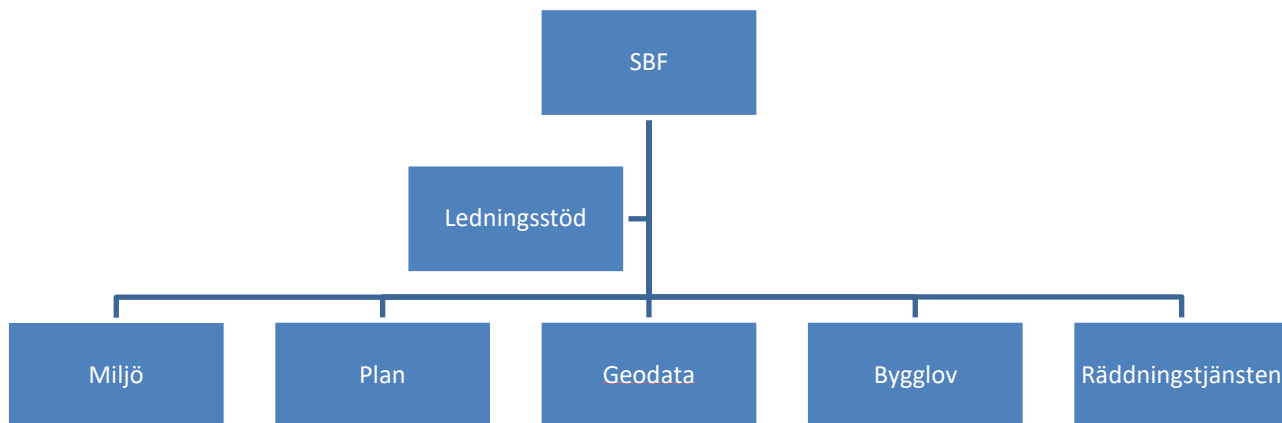 SBF
Ledningsstöd
Miljö
Plan
Geodata
Bygglov
Räddningstjänsten